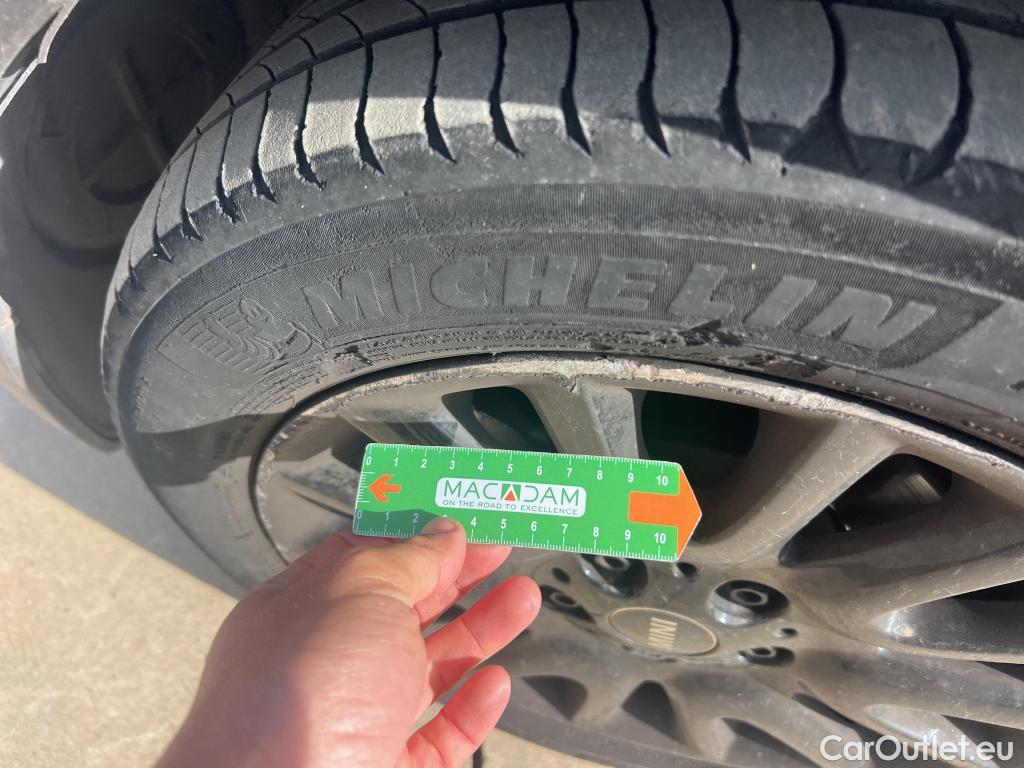 MICHELIN
0 1 2 3 4 5 6 7 8 9 10
MACADAM
ON THE ROAD TO EXCELLENCE
0 1 2 4 5 6 7 8 9 10
MINI
CarOutlet.eu